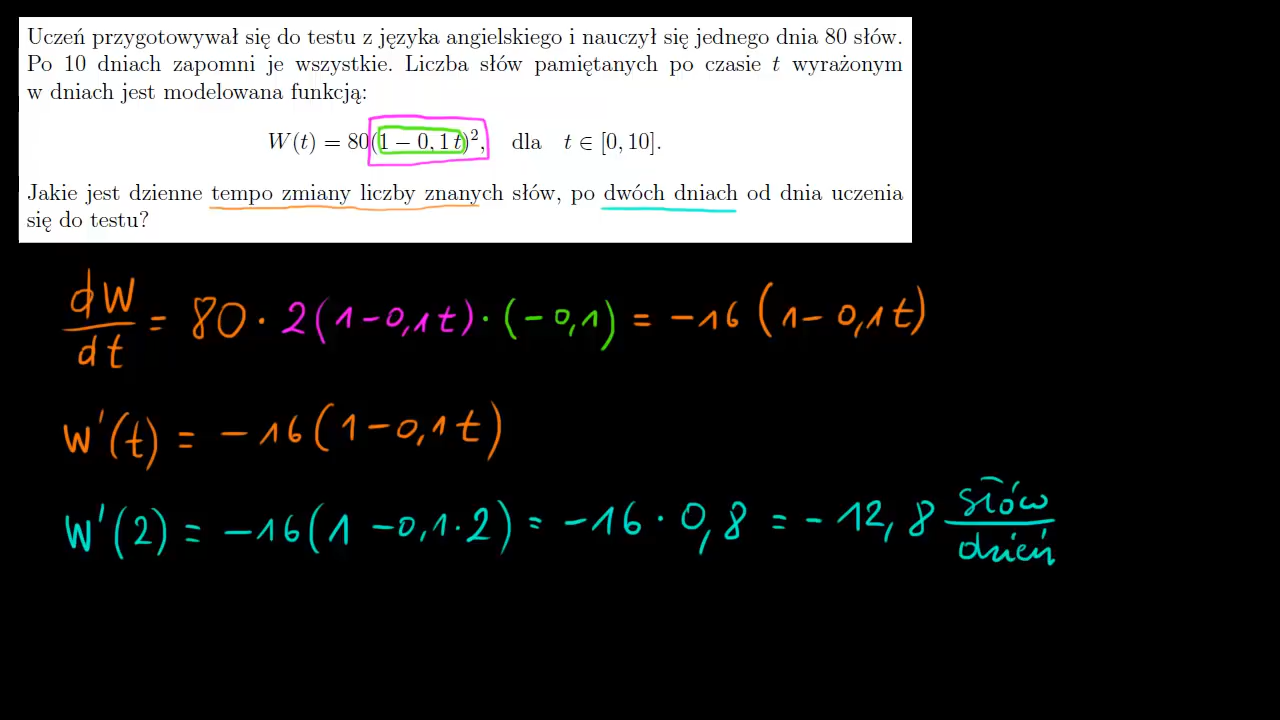 Uczeń przygotowywał się do testu z języka angielskiego i nauczył się jednego dnia 80 słów.
Po 10 dniach zapomni je wszystkie. Liczba słów pamiętanych po czasie t wyrażonym
w dniach jest modelowana funkcją:
W(t) = 80(1 − 0, 1 t)², dla t ∈ [0, 10].
Jakie jest dzienne tempo zmiany liczby znanych słów, po dwóch dniach od dnia uczenia
się do testu?
dW/dt = 80 · 2(1−0,1t) · (−0,1) = −16 (1−0,1t)
W'(t) = −16(1−0,1t)
W'(2) = −16(1−0,1·2) = −16 · 0,8 = −12,8 słów/dzień